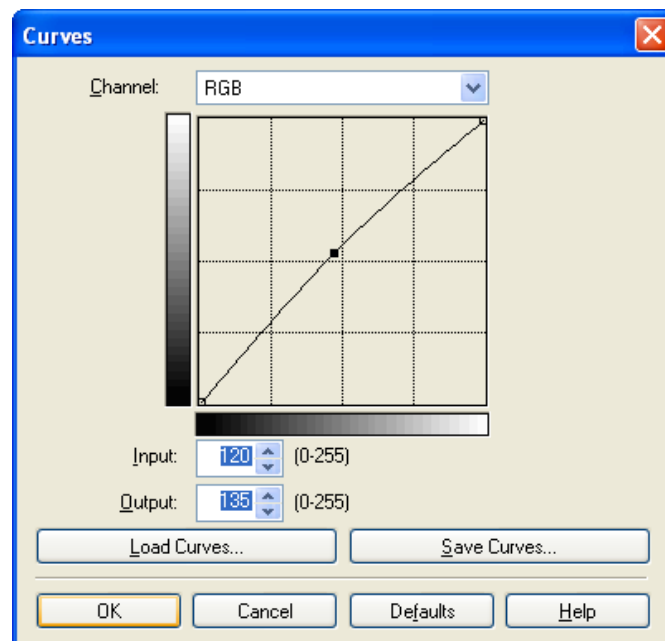 Curves
Channel: RGB
Input: 120 (0-255)
Output: 135 (0-255)
Load Curves... Save Curves...
OK Cancel Defaults Help